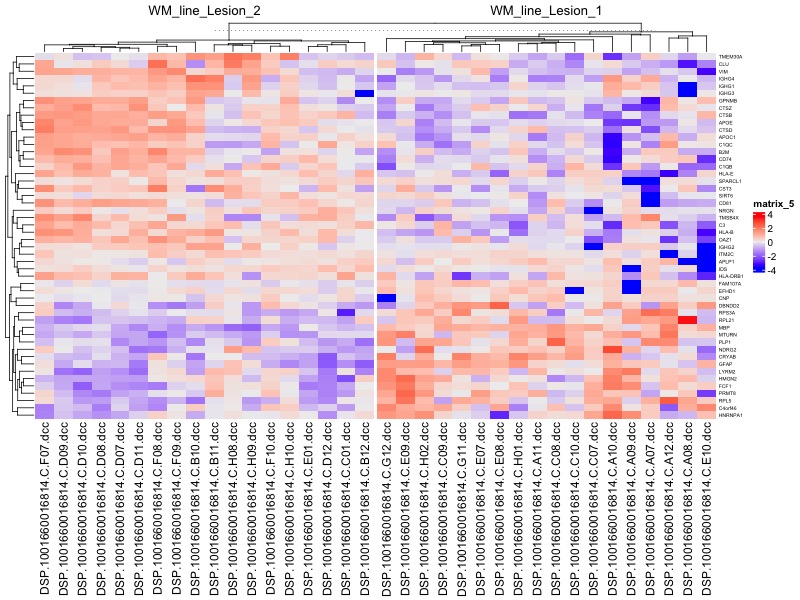 WM_line_Lesion_2
WM_line_Lesion_1
TMEM30A
CLU
VIM
IGHG4
IGHG1
IGHG3
GPNMB
CTSZ
CTSB
APOE
CTSD
APOC1
C1QC
B2M
CD74
C1QB
HLA-E
SPARCL1
CST3
SIRT6
CD81
NRGN
TMSB4X
C3
HLA-B
OAZ1
IGHG2
ITM2C
APLP1
IDS
HLA-DRB1
FAM107A
EFHD1
CNP
DBNDD2
RPS3A
RPL21
MBP
MTURN
PLP1
NDRG2
CRYAB
GFAP
LYRM2
HMGN2
FCF1
PRMT8
RPL5
C4orf46
HNRNPA1
matrix_5
4
2
0
-2
-4
DSP.1001660016814.C.F07.dcc
DSP.1001660016814.C.D09.dcc
DSP.1001660016814.C.D10.dcc
DSP.1001660016814.C.D08.dcc
DSP.1001660016814.C.D07.dcc
DSP.1001660016814.C.D11.dcc
DSP.1001660016814.C.F08.dcc
DSP.1001660016814.C.F09.dcc
DSP.1001660016814.C.B10.dcc
DSP.1001660016814.C.B11.dcc
DSP.1001660016814.C.H08.dcc
DSP.1001660016814.C.H09.dcc
DSP.1001660016814.C.F10.dcc
DSP.1001660016814.C.H10.dcc
DSP.1001660016814.C.E01.dcc
DSP.1001660016814.C.D12.dcc
DSP.1001660016814.C.C01.dcc
DSP.1001660016814.C.B12.dcc
DSP.1001660016814.C.G12.dcc
DSP.1001660016814.C.E09.dcc
DSP.1001660016814.C.H02.dcc
DSP.1001660016814.C.C09.dcc
DSP.1001660016814.C.G11.dcc
DSP.1001660016814.C.E07.dcc
DSP.1001660016814.C.E08.dcc
DSP.1001660016814.C.H01.dcc
DSP.1001660016814.C.A11.dcc
DSP.1001660016814.C.C08.dcc
DSP.1001660016814.C.C10.dcc
DSP.1001660016814.C.C07.dcc
DSP.1001660016814.C.A10.dcc
DSP.1001660016814.C.A09.dcc
DSP.1001660016814.C.A07.dcc
DSP.1001660016814.C.A12.dcc
DSP.1001660016814.C.A08.dcc
DSP.1001660016814.C.E10.dcc